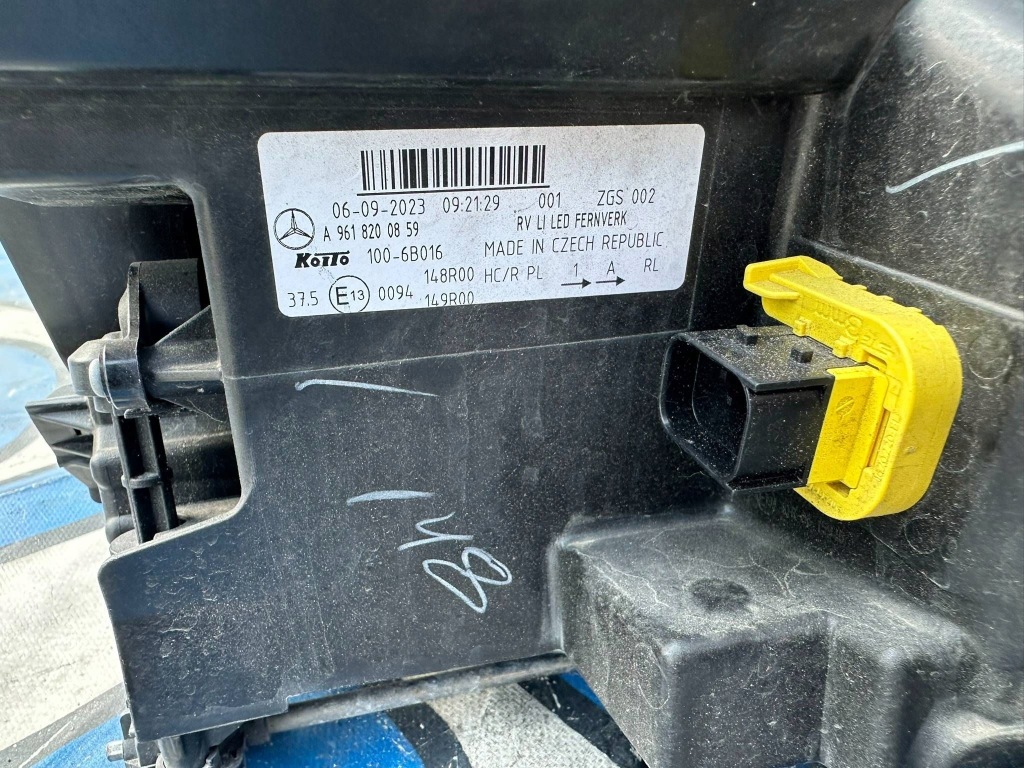 06-09-2023 09:21:29 001 ZGS 002
A 961 820 08 59 RV LI LED FERNVERK
KOITO 100-6B016 MADE IN CZECH REPUBLIC
148R00 HC/R PL 1 A RL
37.5 E13 0094 149R00